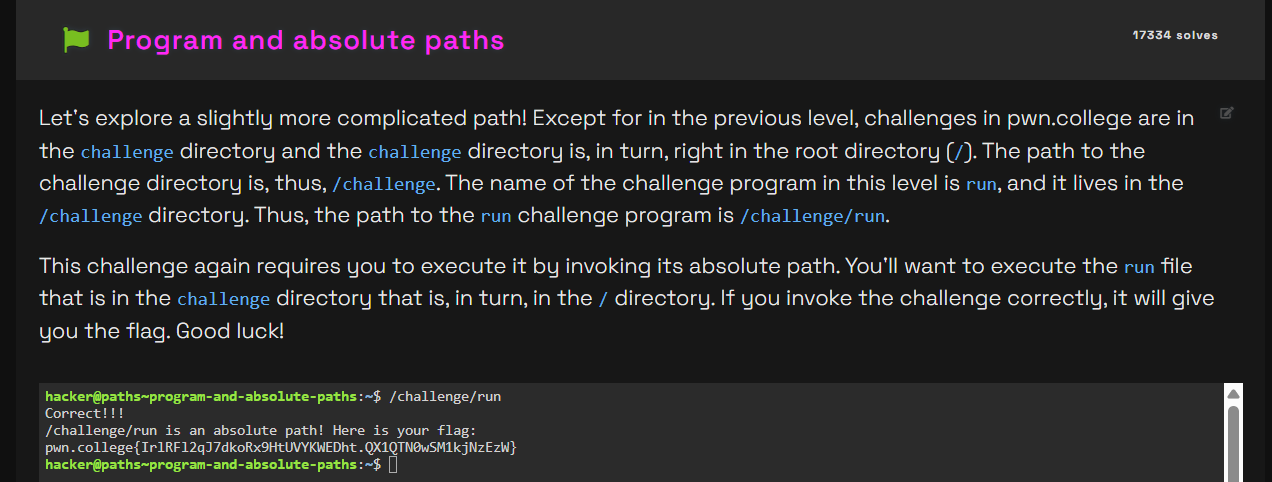 Program and absolute paths
17334 solves
Let's explore a slightly more complicated path! Except for in the previous level, challenges in pwn.college are in
the challenge directory and the challenge directory is, in turn, right in the root directory (/). The path to the
challenge directory is, thus, /challenge. The name of the challenge program in this level is run, and it lives in the
/challenge directory. Thus, the path to the run challenge program is /challenge/run.
This challenge again requires you to execute it by invoking its absolute path. You'll want to execute the run file
that is in the challenge directory that is, in turn, in the / directory. If you invoke the challenge correctly, it will give
you the flag. Good luck!
hacker@paths~program-and-absolute-paths:~$ /challenge/run
Correct!!!
/challenge/run is an absolute path! Here is your flag:
pwn.college{IrlRFl2qJ7dkoRx9HtUVYKWEDht.QX1QTN0wSM1kjNzEzW}
hacker@paths~program-and-absolute-paths:~$